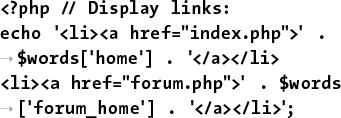 <?php // Display links:
echo '<li><a href="index.php">' .
→ $words['home'] . '</a></li>
<li><a href="forum.php">' . $words
→ ['forum_home'] . '</a></li>';